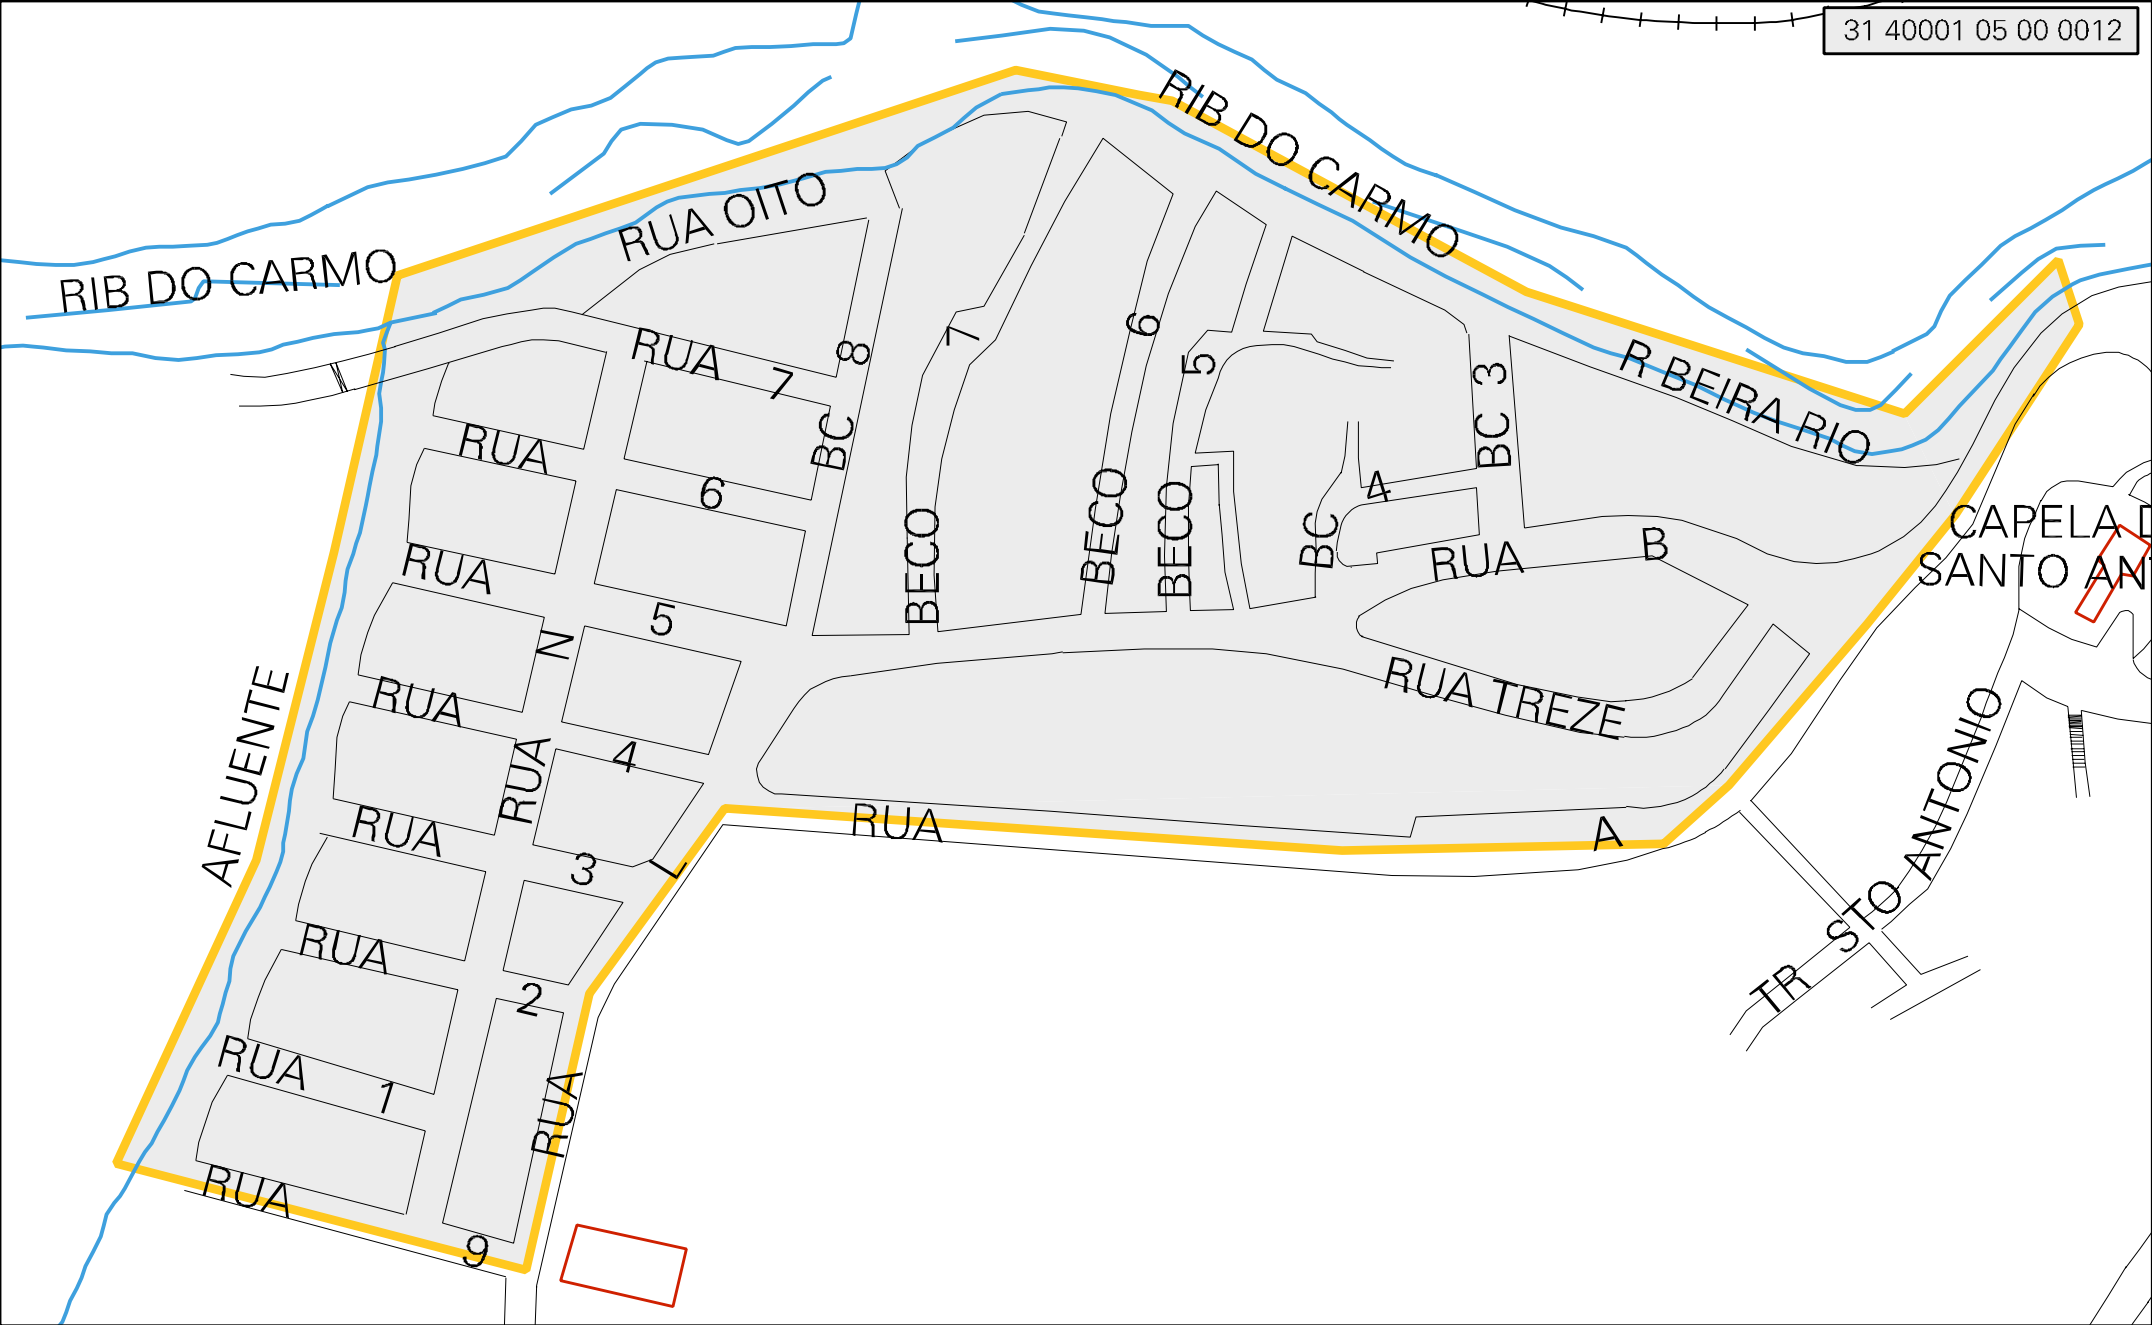 31 40001 05 00 0012
RIB DO CARMO
RIB DO CARMO
RUA OITO
RUA 7
BC 8
BECO 7
BECO 6
BECO 5
BC 4
BC 3
R BEIRA RIO
RUA 6
RUA 5
RUA 4
RUA 3
RUA 2
RUA 1
RUA 9
RUA N
RUA L
RUA A
RUA B
RUA TREZE
AFLUENTE
CAPELA D
SANTO ANT
TR STO ANTONIO